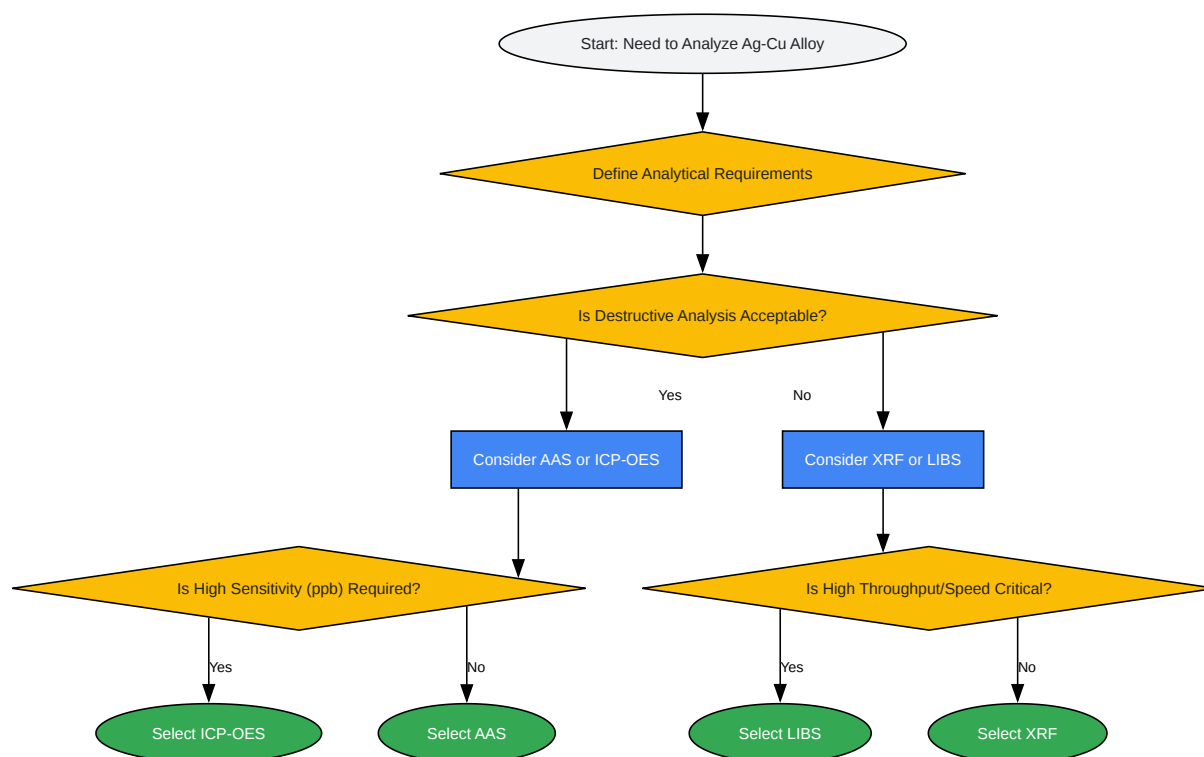 Start: Need to Analyze Ag-Cu Alloy
Define Analytical Requirements
Is Destructive Analysis Acceptable?
Yes
No
Consider AAS or ICP-OES
Consider XRF or LIBS
Is High Sensitivity (ppb) Required?
Is High Throughput/Speed Critical?
Yes
No
Yes
No
Select ICP-OES
Select AAS
Select LIBS
Select XRF